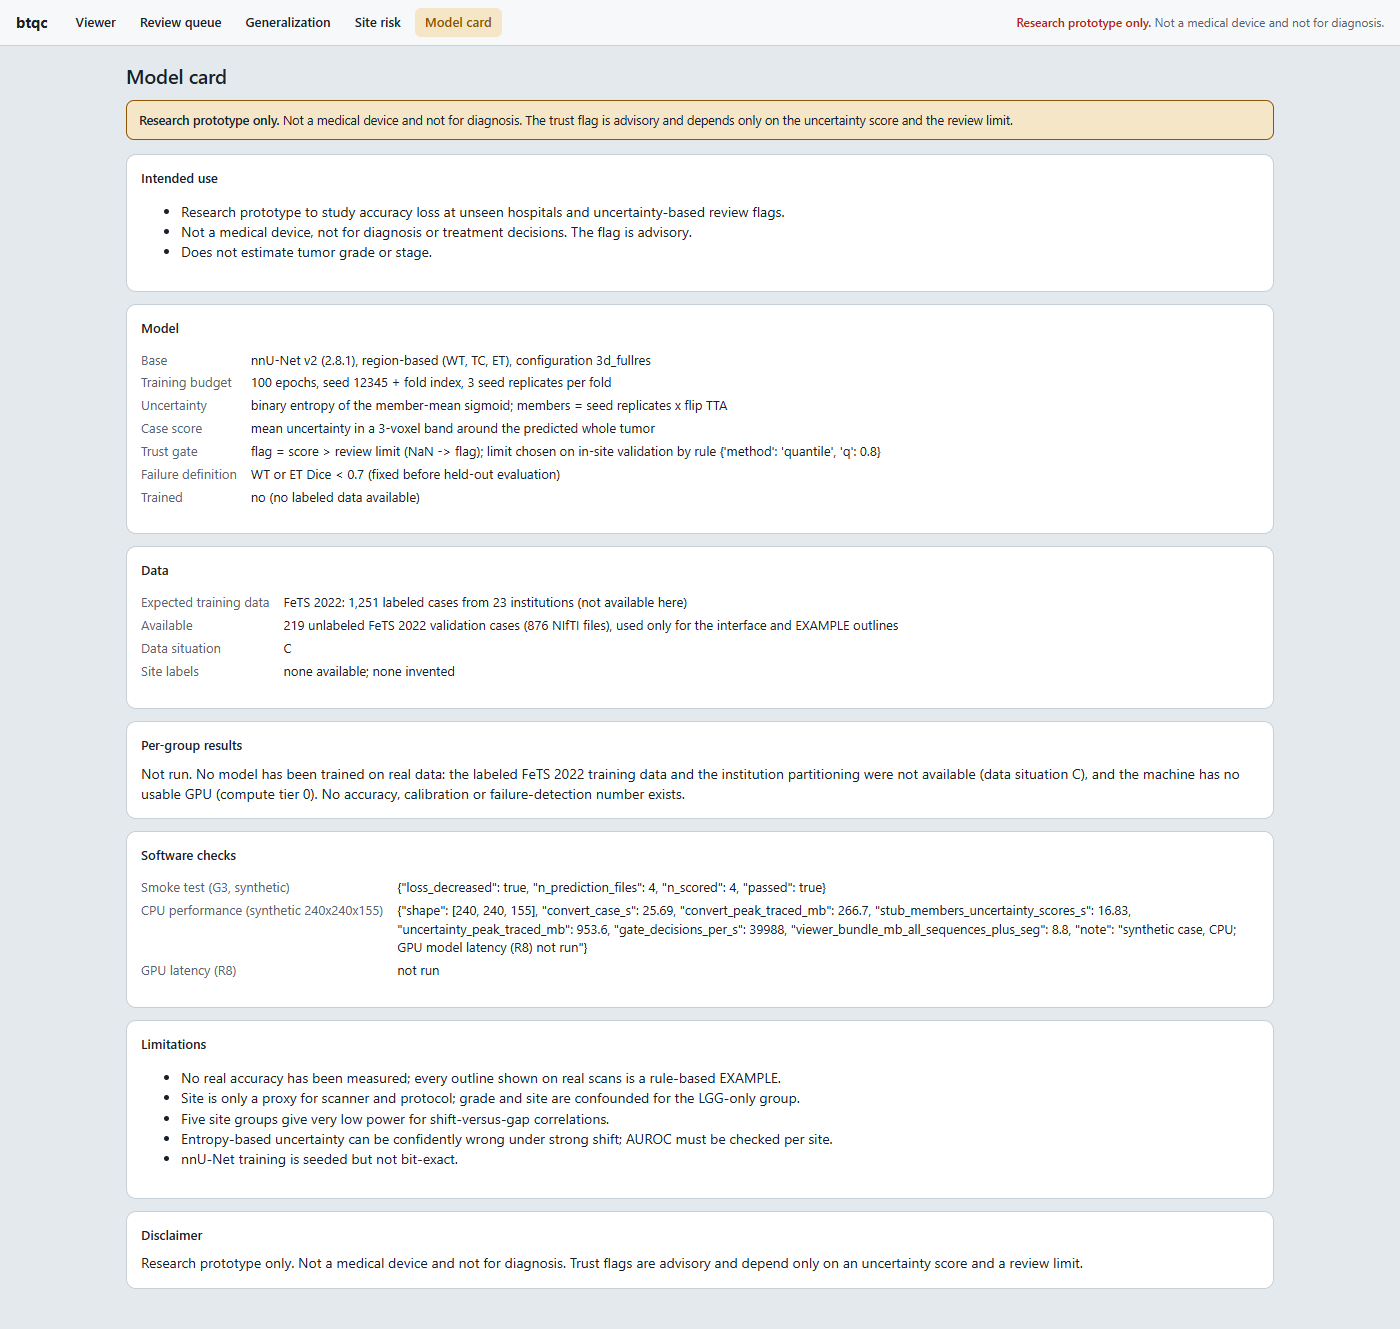 btqc Viewer Review queue Generalization Site risk Model card Research prototype only. Not a medical device and not for diagnosis.
Model card
Research prototype only. Not a medical device and not for diagnosis. The trust flag is advisory and depends only on the uncertainty score and the review limit.
Intended use
• Research prototype to study accuracy loss at unseen hospitals and uncertainty-based review flags.
• Not a medical device, not for diagnosis or treatment decisions. The flag is advisory.
• Does not estimate tumor grade or stage.
Model
Base nnU-Net v2 (2.8.1), region-based (WT, TC, ET), configuration 3d_fullres
Training budget 100 epochs, seed 12345 + fold index, 3 seed replicates per fold
Uncertainty binary entropy of the member-mean sigmoid; members = seed replicates x flip TTA
Case score mean uncertainty in a 3-voxel band around the predicted whole tumor
Trust gate flag = score > review limit (NaN -> flag); limit chosen on in-site validation by rule {'method': 'quantile', 'q': 0.8}
Failure definition WT or ET Dice < 0.7 (fixed before held-out evaluation)
Trained no (no labeled data available)
Data
Expected training data FeTS 2022: 1,251 labeled cases from 23 institutions (not available here)
Available 219 unlabeled FeTS 2022 validation cases (876 NIfTI files), used only for the interface and EXAMPLE outlines
Data situation C
Site labels none available; none invented
Per-group results
Not run. No model has been trained on real data: the labeled FeTS 2022 training data and the institution partitioning were not available (data situation C), and the machine has no
usable GPU (compute tier 0). No accuracy, calibration or failure-detection number exists.
Software checks
Smoke test (G3, synthetic) {"loss_decreased": true, "n_prediction_files": 4, "n_scored": 4, "passed": true}
CPU performance (synthetic 240x240x155) {"shape": [240, 240, 155], "convert_case_s": 25.69, "convert_peak_traced_mb": 266.7, "stub_members_uncertainty_scores_s": 16.83,
"uncertainty_peak_traced_mb": 953.6, "gate_decisions_per_s": 39988, "viewer_bundle_mb_all_sequences_plus_seg": 8.8, "note": "synthetic case, CPU;
GPU model latency (R8) not run"}
GPU latency (R8) not run
Limitations
• No real accuracy has been measured; every outline shown on real scans is a rule-based EXAMPLE.
• Site is only a proxy for scanner and protocol; grade and site are confounded for the LGG-only group.
• Five site groups give very low power for shift-versus-gap correlations.
• Entropy-based uncertainty can be confidently wrong under strong shift; AUROC must be checked per site.
• nnU-Net training is seeded but not bit-exact.
Disclaimer
Research prototype only. Not a medical device and not for diagnosis. Trust flags are advisory and depend only on an uncertainty score and a review limit.